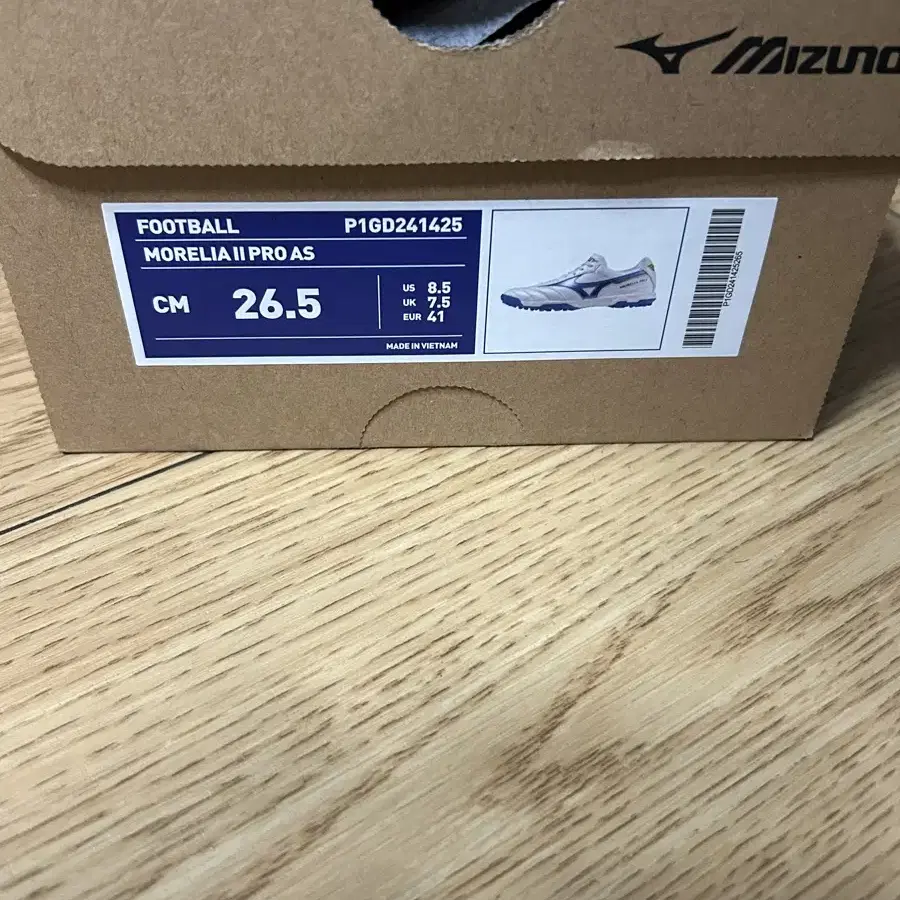 MIZUNO
FOOTBALL P1GD241425
MORELIA II PRO AS
CM 26.5
US 8.5
UK 7.5
EUR 41
MADE IN VIETNAM
P1GD241425265